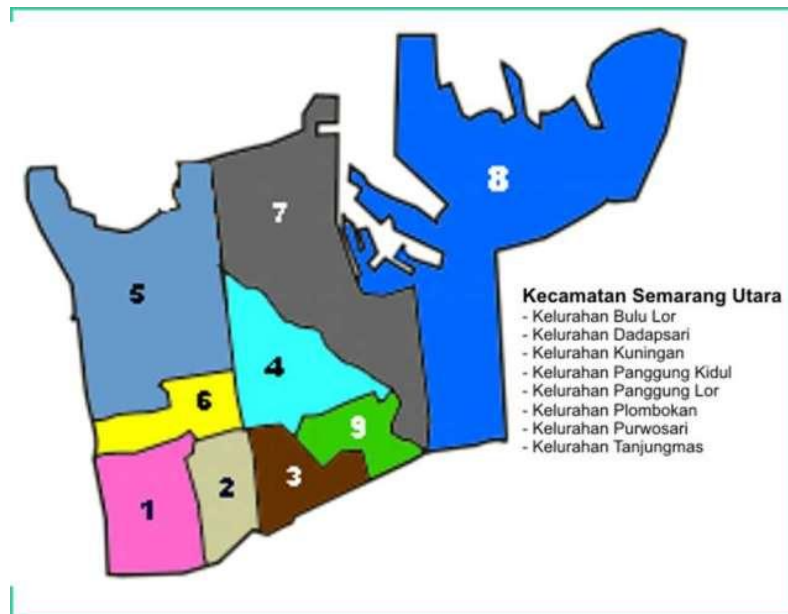 8
7
5
4
6
9
3
2
1
Kecamatan Semarang Utara
- Kelurahan Bulu Lor
- Kelurahan Dadapsari
- Kelurahan Kuningan
- Kelurahan Panggung Kidul
- Kelurahan Panggung Lor
- Kelurahan Plombokan
- Kelurahan Purwosari
- Kelurahan Tanjungmas